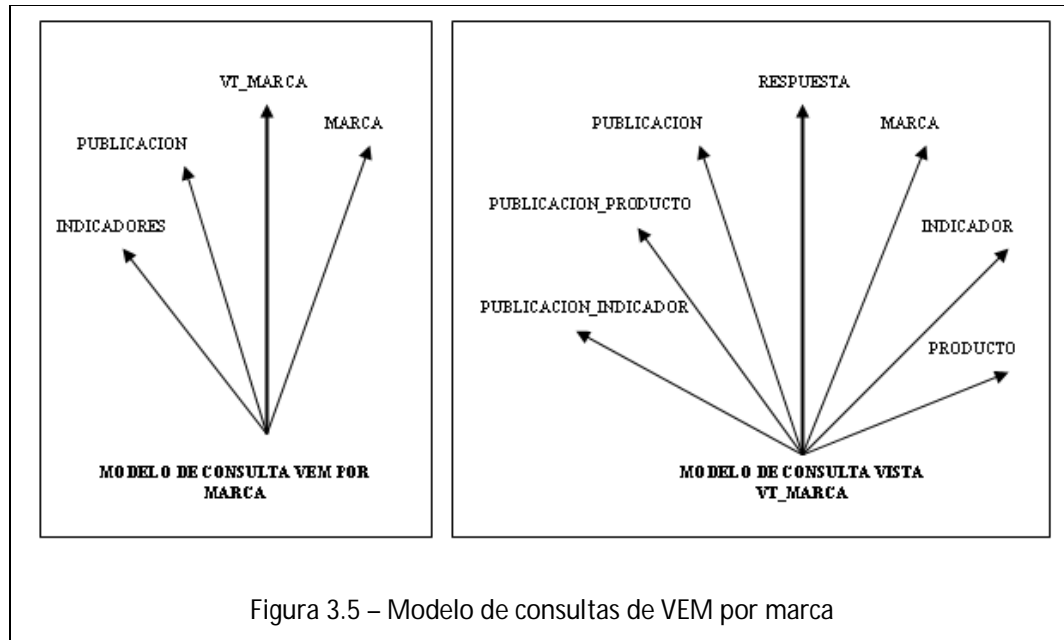 VT_MARCA
MARCA
PUBLICACION
INDICADORES
MODELO DE CONSULTA VEM POR
MARCA
RESPUESTA
PUBLICACION
MARCA
PUBLICACION_PRODUCTO
INDICADOR
PUBLICACION_INDICADOR
PRODUCTO
MODELO DE CONSULTA VISTA
VT_MARCA
Figura 3.5 – Modelo de consultas de VEM por marca